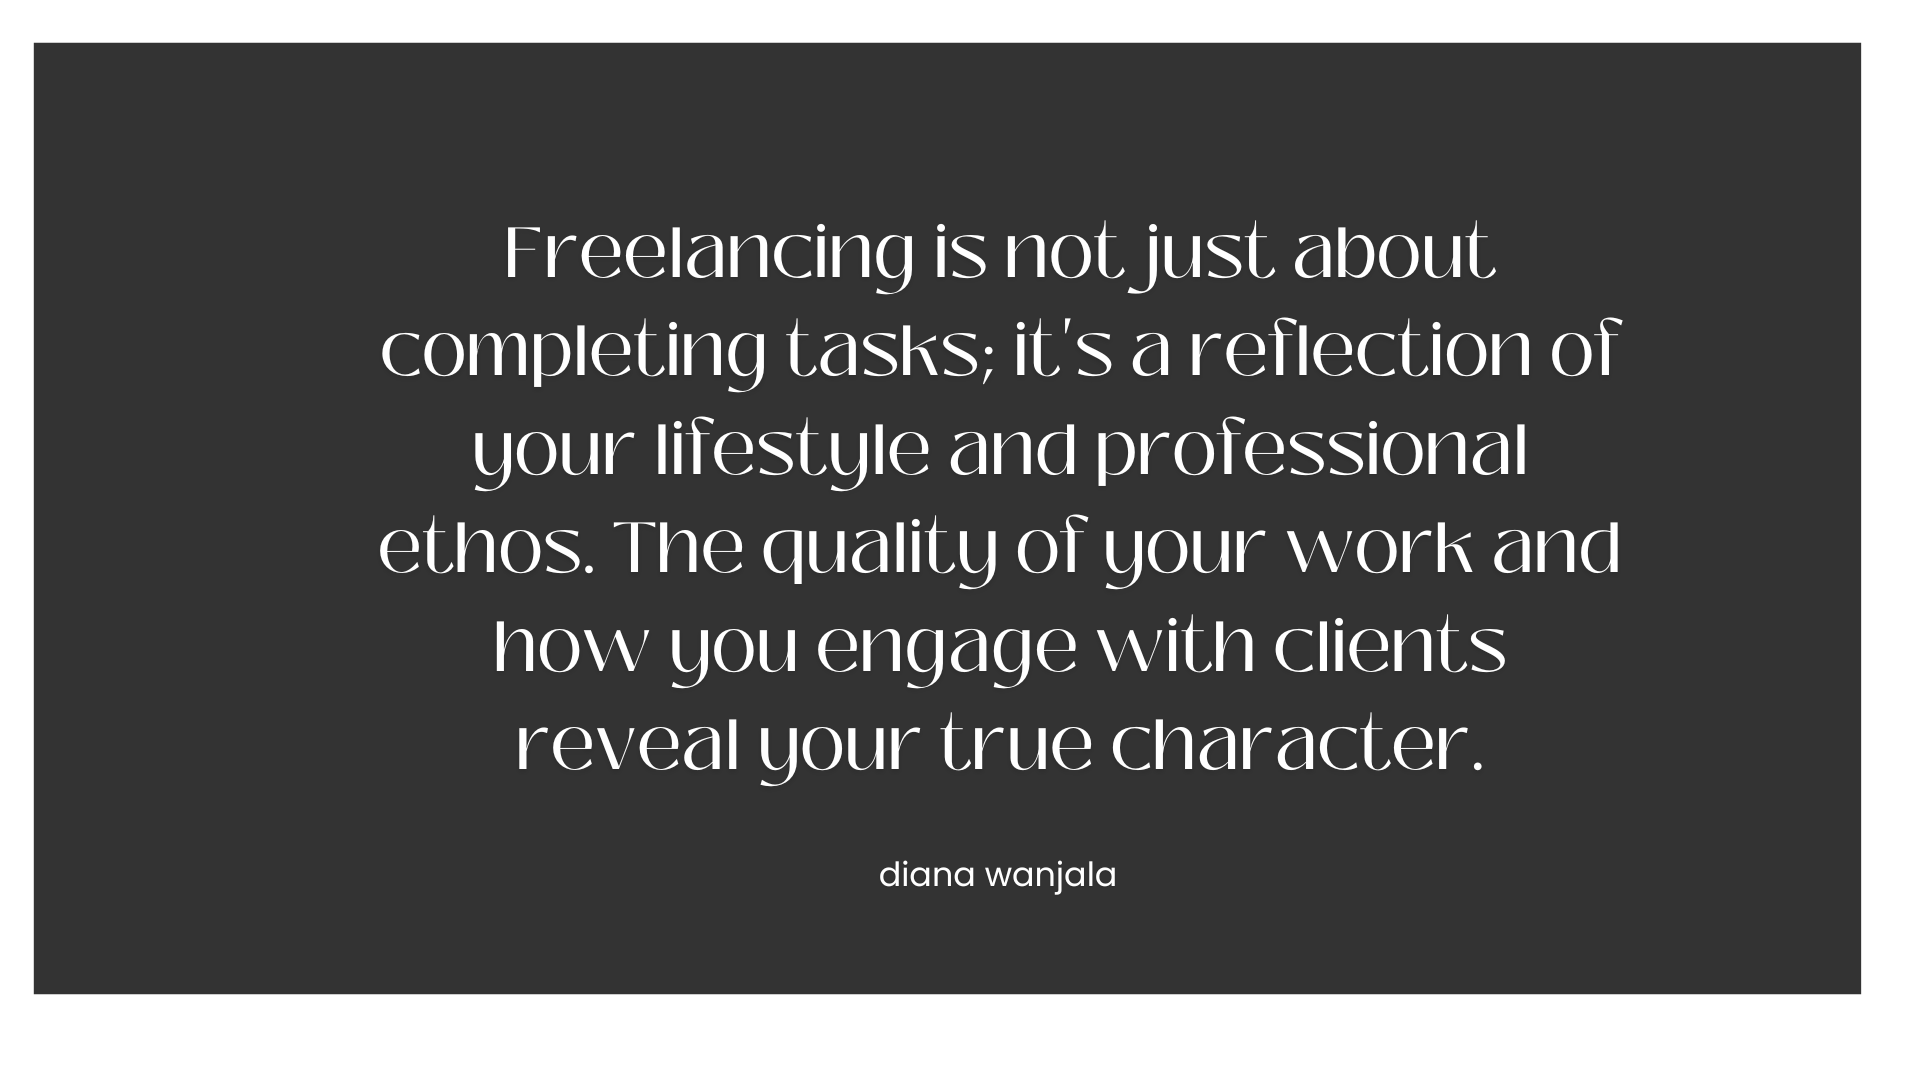 Freelancing is not just about
completing tasks; it's a reflection of
your lifestyle and professional
ethos. The quality of your work and
how you engage with clients
reveal your true character.
diana wanjala